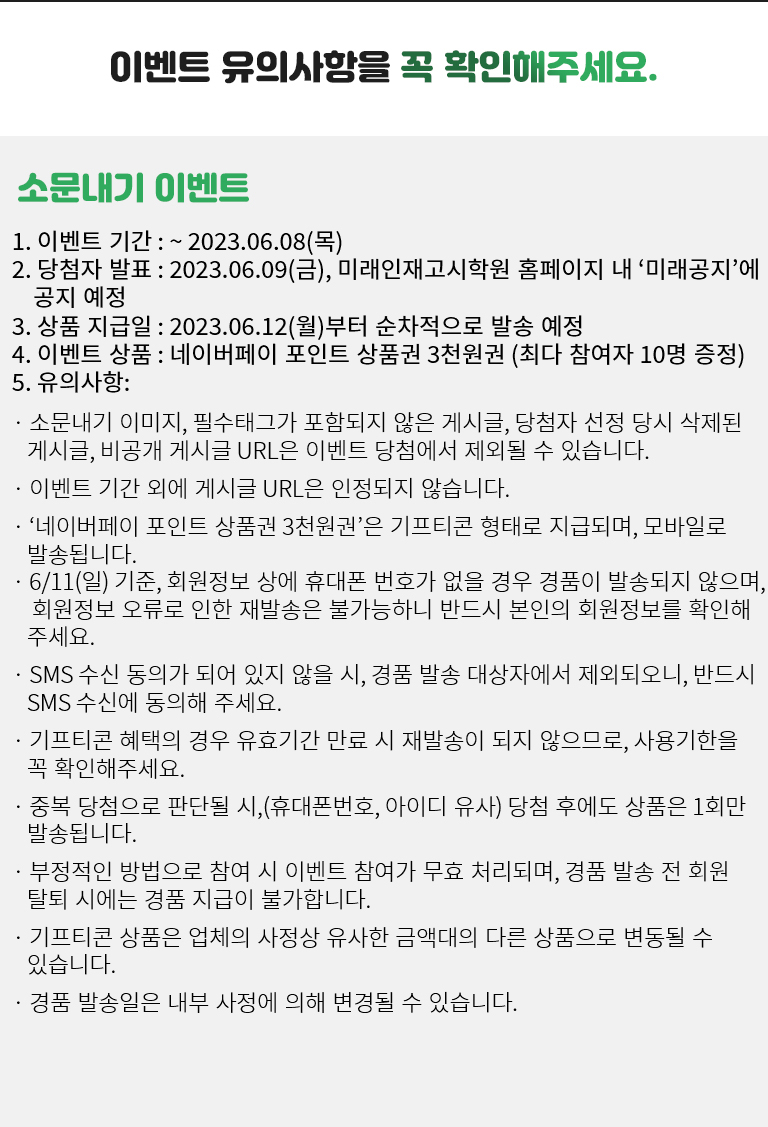 이벤트 유의사항을 꼭 확인해주세요.
소문내기 이벤트
1. 이벤트 기간 : ~ 2023.06.08(목)
2. 당첨자 발표 : 2023.06.09(금), 미래인재고시학원 홈페이지 내 ‘미래공지’에
공지 예정
3. 상품 지급일 : 2023.06.12(월)부터 순차적으로 발송 예정
4. 이벤트 상품 : 네이버페이 포인트 상품권 3천원권 (최다 참여자 10명 증정)
5. 유의사항:
· 소문내기 이미지, 필수태그가 포함되지 않은 게시글, 당첨자 선정 당시 삭제된
게시글, 비공개 게시글 URL은 이벤트 당첨에서 제외될 수 있습니다.
· 이벤트 기간 외에 게시글 URL은 인정되지 않습니다.
· ‘네이버페이 포인트 상품권 3천원권’은 기프티콘 형태로 지급되며, 모바일로
발송됩니다.
· 6/11(일) 기준, 회원정보 상에 휴대폰 번호가 없을 경우 경품이 발송되지 않으며,
회원정보 오류로 인한 재발송은 불가능하니 반드시 본인의 회원정보를 확인해
주세요.
· SMS 수신 동의가 되어 있지 않을 시, 경품 발송 대상자에서 제외되오니, 반드시
SMS 수신에 동의해 주세요.
· 기프티콘 혜택의 경우 유효기간 만료 시 재발송이 되지 않으므로, 사용기한을
꼭 확인해주세요.
· 중복 당첨으로 판단될 시,(휴대폰번호, 아이디 유사) 당첨 후에도 상품은 1회만
발송됩니다.
· 부정적인 방법으로 참여 시 이벤트 참여가 무효 처리되며, 경품 발송 전 회원
탈퇴 시에는 경품 지급이 불가합니다.
· 기프티콘 상품은 업체의 사정상 유사한 금액대의 다른 상품으로 변동될 수
있습니다.
· 경품 발송일은 내부 사정에 의해 변경될 수 있습니다.